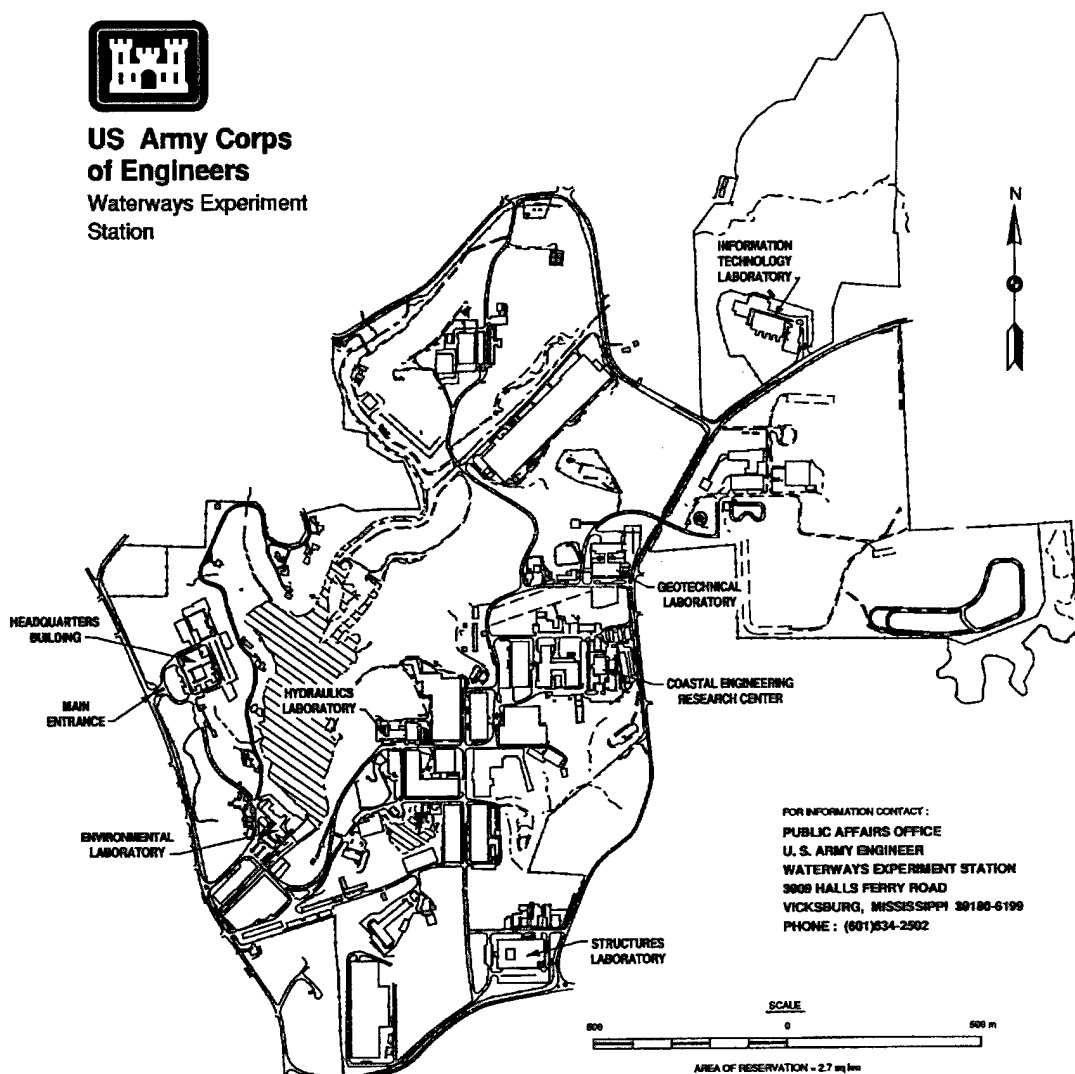 US Army Corps
of Engineers
Waterways Experiment
Station
N
INFORMATION
TECHNOLOGY
LABORATORY
GEOTECHNICAL
LABORATORY
HEADQUARTERS
BUILDING
MAIN
ENTRANCE
HYDRAULICS
LABORATORY
COASTAL ENGINEERING
RESEARCH CENTER
ENVIRONMENTAL
LABORATORY
STRUCTURES
LABORATORY
FOR INFORMATION CONTACT :
PUBLIC AFFAIRS OFFICE
U. S. ARMY ENGINEER
WATERWAYS EXPERIMENT STATION
3909 HALLS FERRY ROAD
VICKSBURG, MISSISSIPPI 39180-6199
PHONE : (601)634-2502
SCALE
500 0 500 m
AREA OF RESERVATION = 2.7 sq km